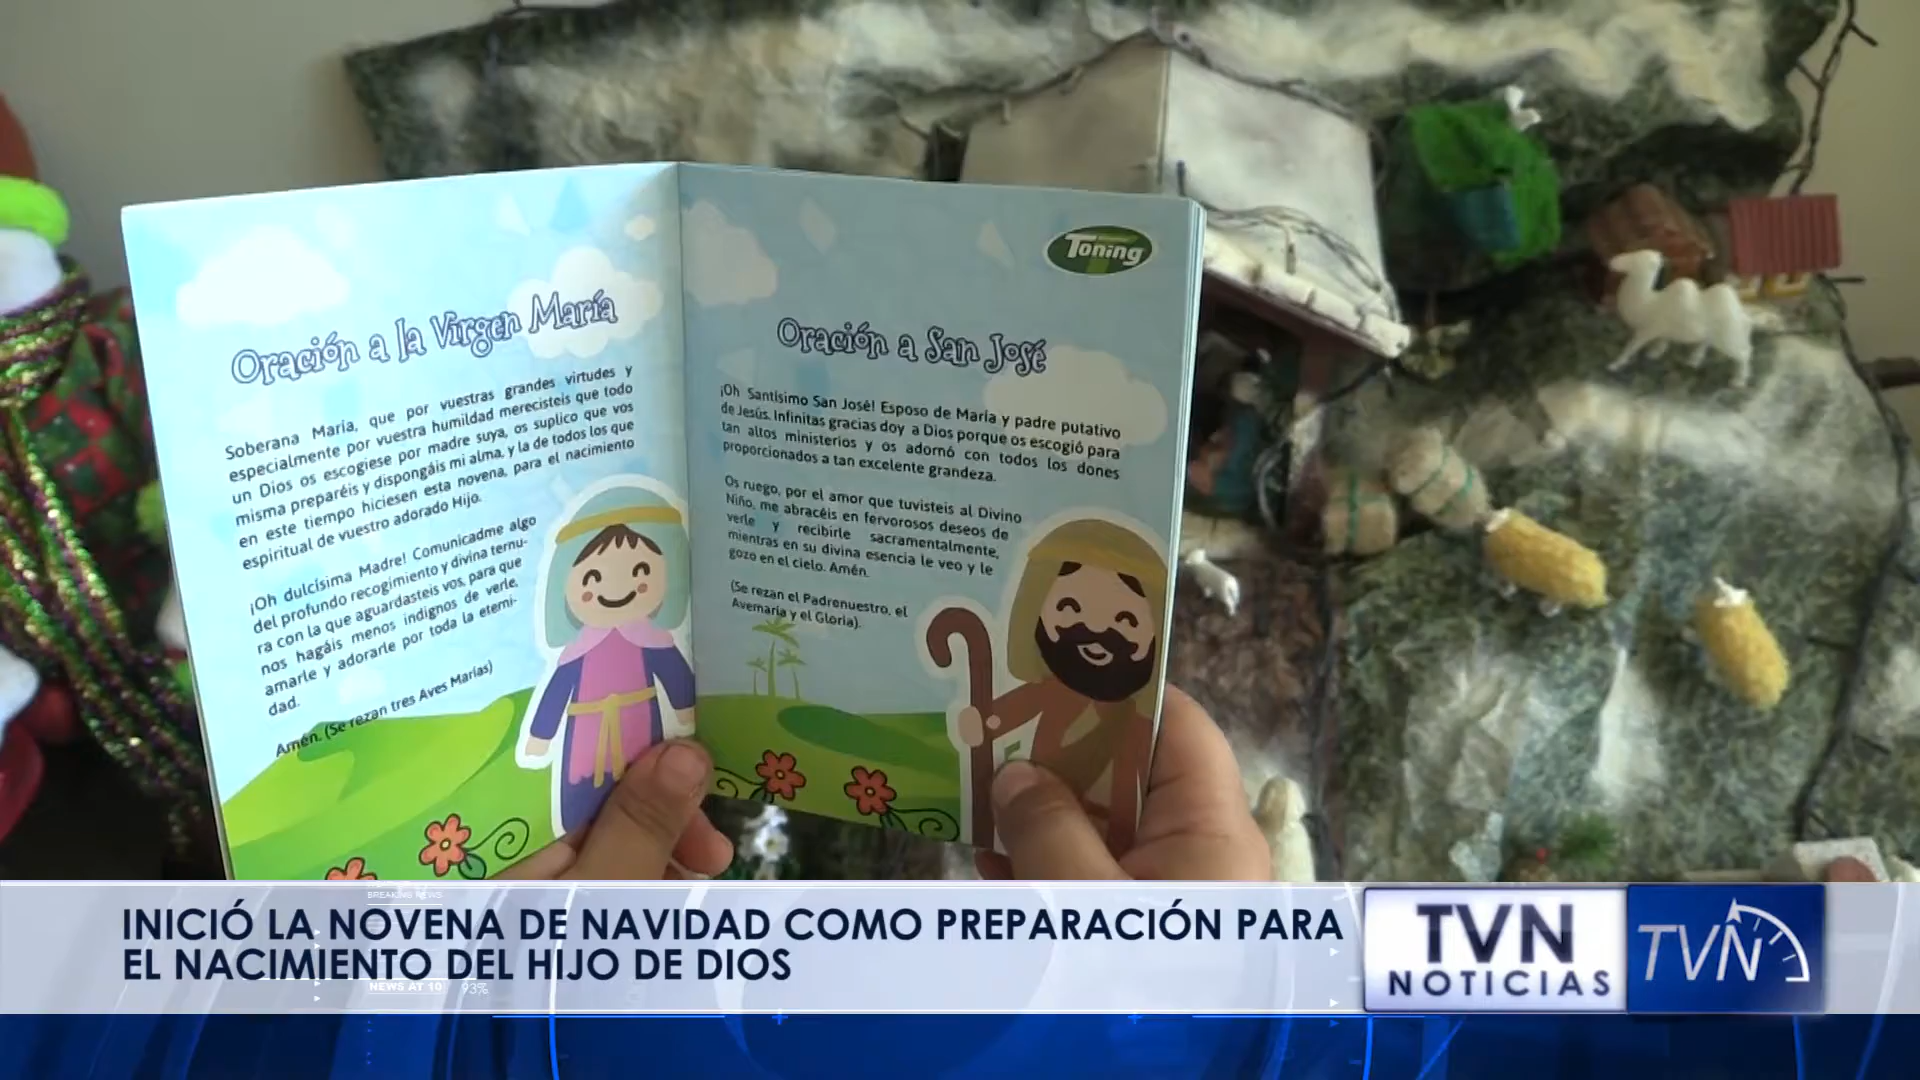 Oración a la Virgen María
Soberana María, que por vuestras grandes virtudes y
especialmente por vuestra humildad merecisteis que todo
un Dios os escogiese por madre suya, os suplico que vos
misma preparéis y dispongáis mi alma, y la de todos los que
en este tiempo hiciesen esta novena, para el nacimiento
espiritual de vuestro adorado Hijo.
¡Oh dulcísima Madre! Comunicadme algo
del profundo recogimiento y divina ternu-
ra con la que aguardasteis vos, para que
nos hagáis menos indignos de verle,
amarle y adorarle por toda la eterni-
dad.
Amén. (Se rezan tres Aves Marías)
Toning
Oración a San José
¡Oh Santísimo San José! Esposo de María y padre putativo
de Jesús. Infinitas gracias doy a Dios porque os escogió para
tan altos ministerios y os adornó con todos los dones
proporcionados a tan excelente grandeza.
Os ruego, por el amor que tuvisteis al Divino
Niño, me abracéis en fervorosos deseos de
verle y recibirle sacramentalmente,
mientras en su divina esencia le veo y le
gozo en el cielo. Amén.
(Se rezan el Padrenuestro, el
Avemaría y el Gloria).
BREAKING NEWS
INICIÓ LA NOVENA DE NAVIDAD COMO PREPARACIÓN PARA
EL NACIMIENTO DEL HIJO DE DIOS
NEWS AT 10 93%
TVN
NOTICIAS
TVN